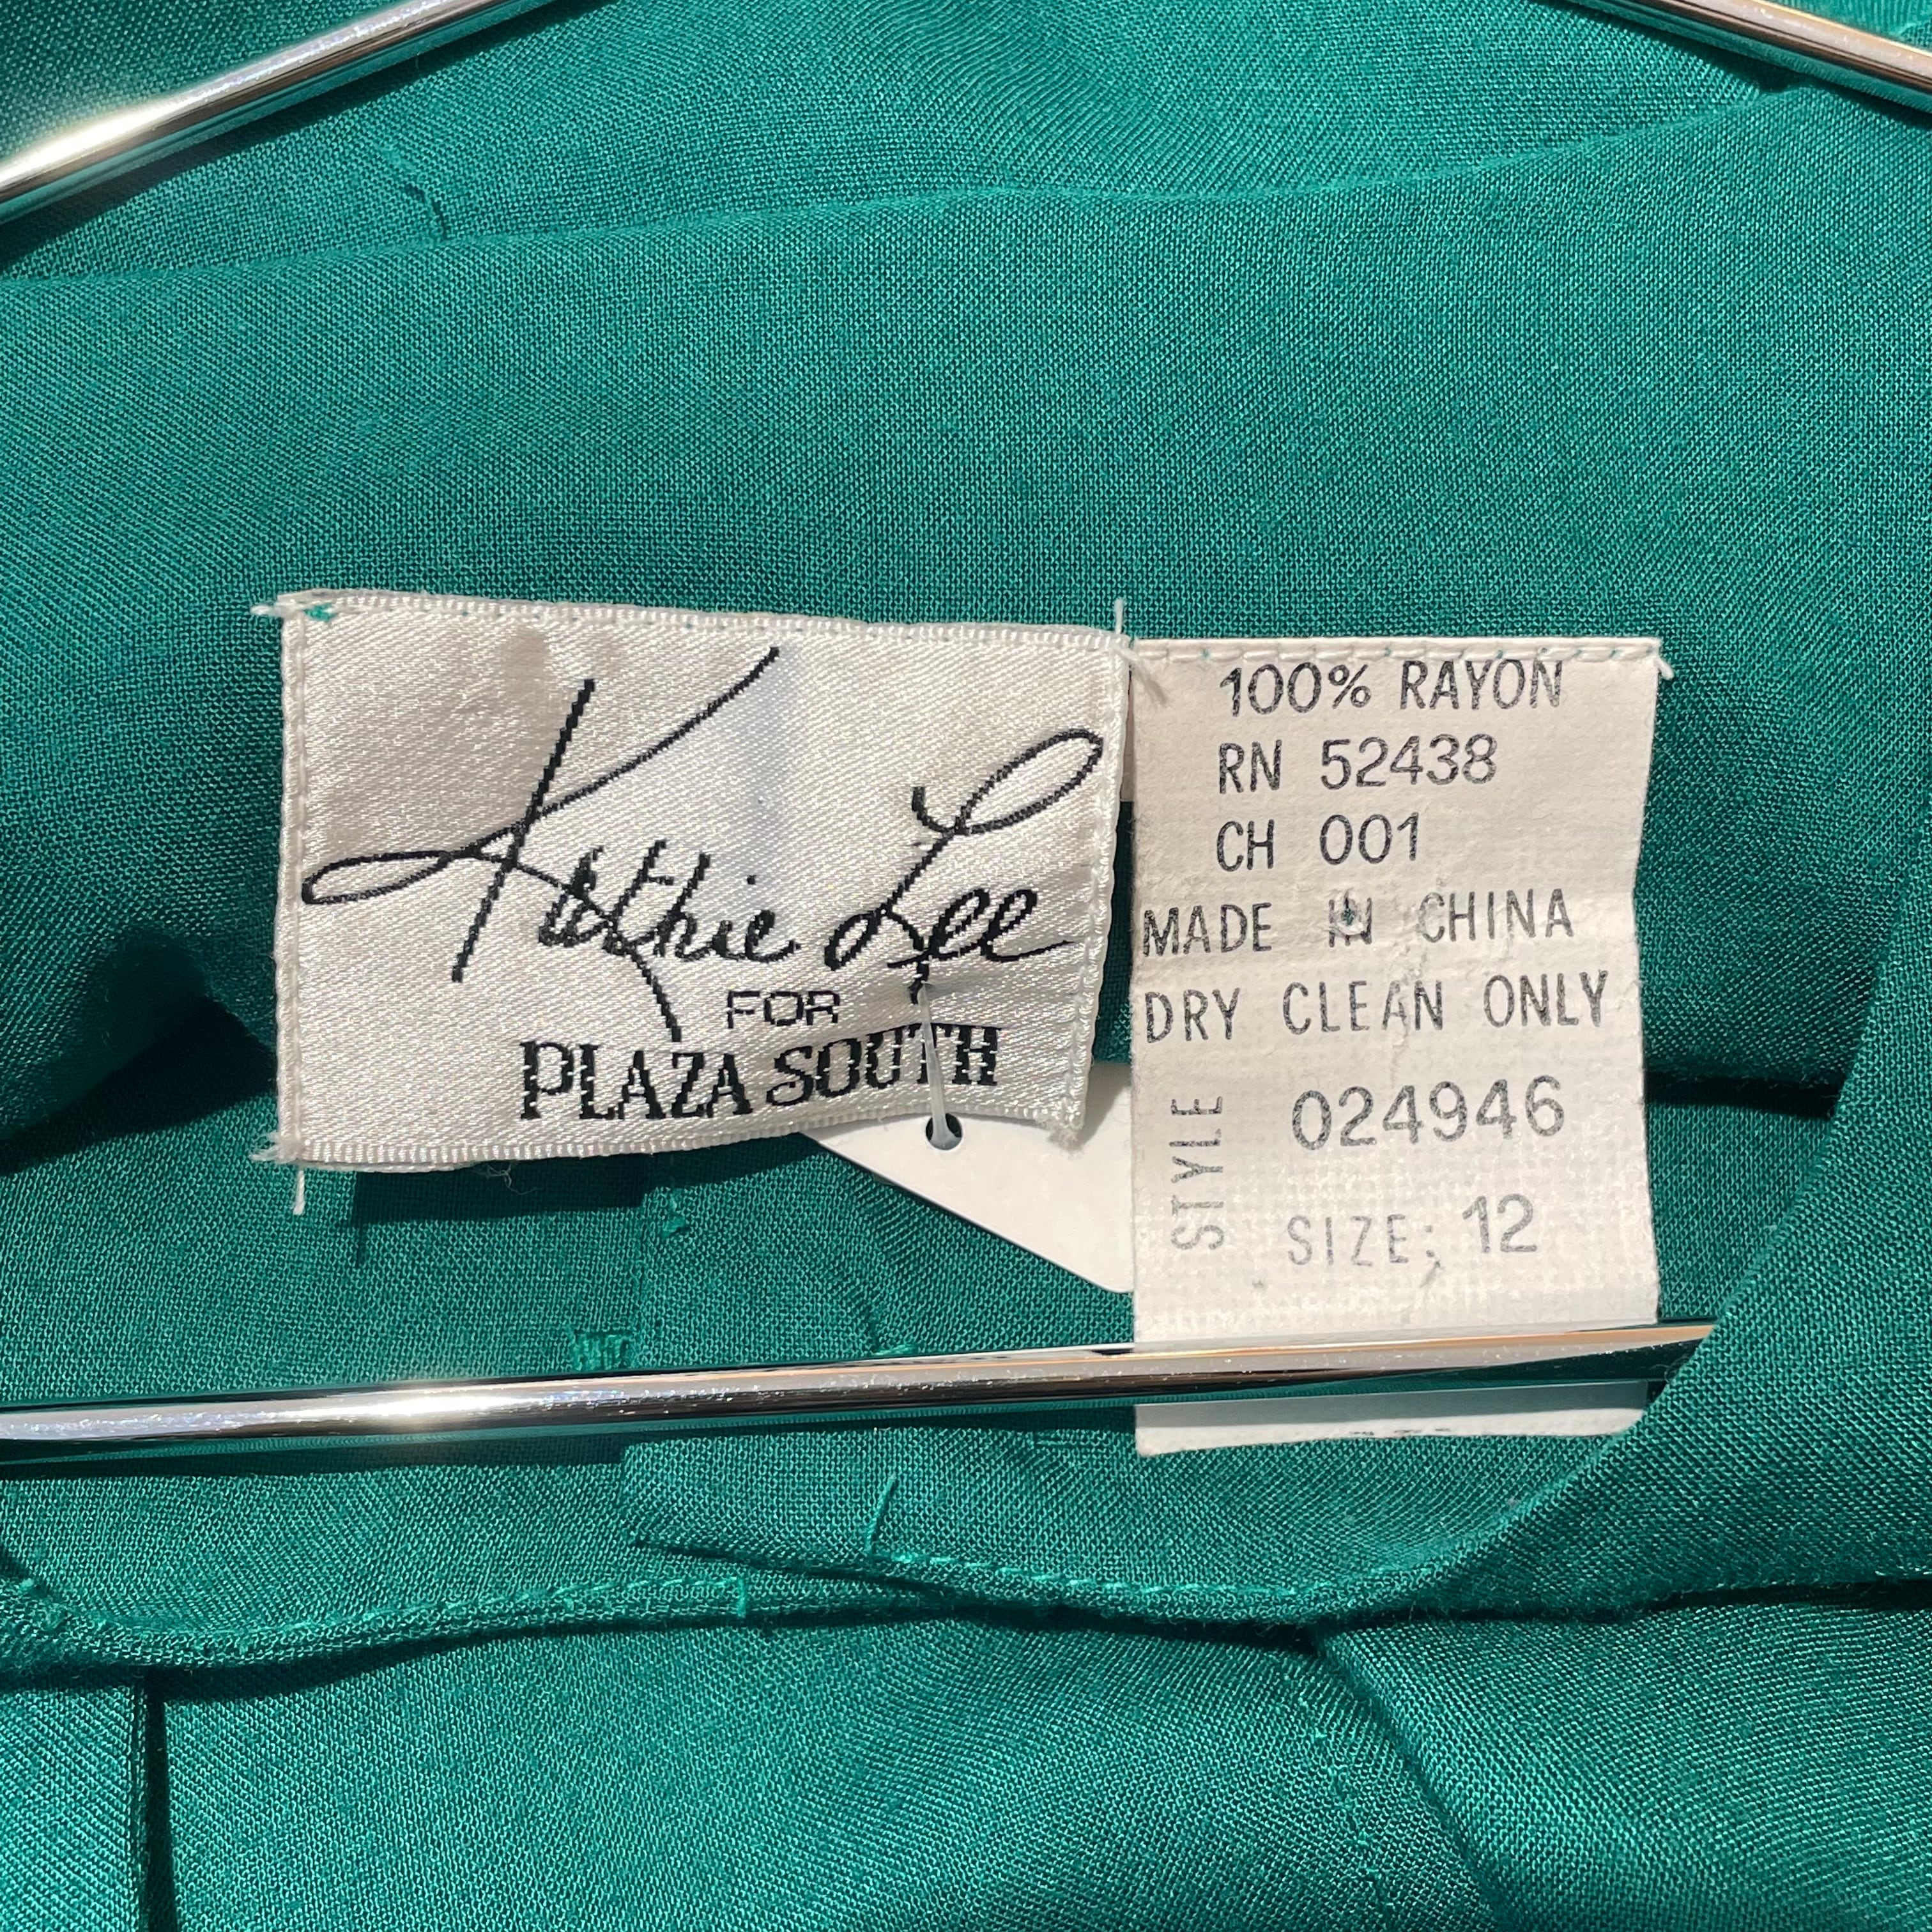 Kathie Lee
FOR
PLAZA SOUTH
100% RAYON
RN 52438
CH 001
MADE IN CHINA
DRY CLEAN ONLY
STYLE 024946
SIZE: 12